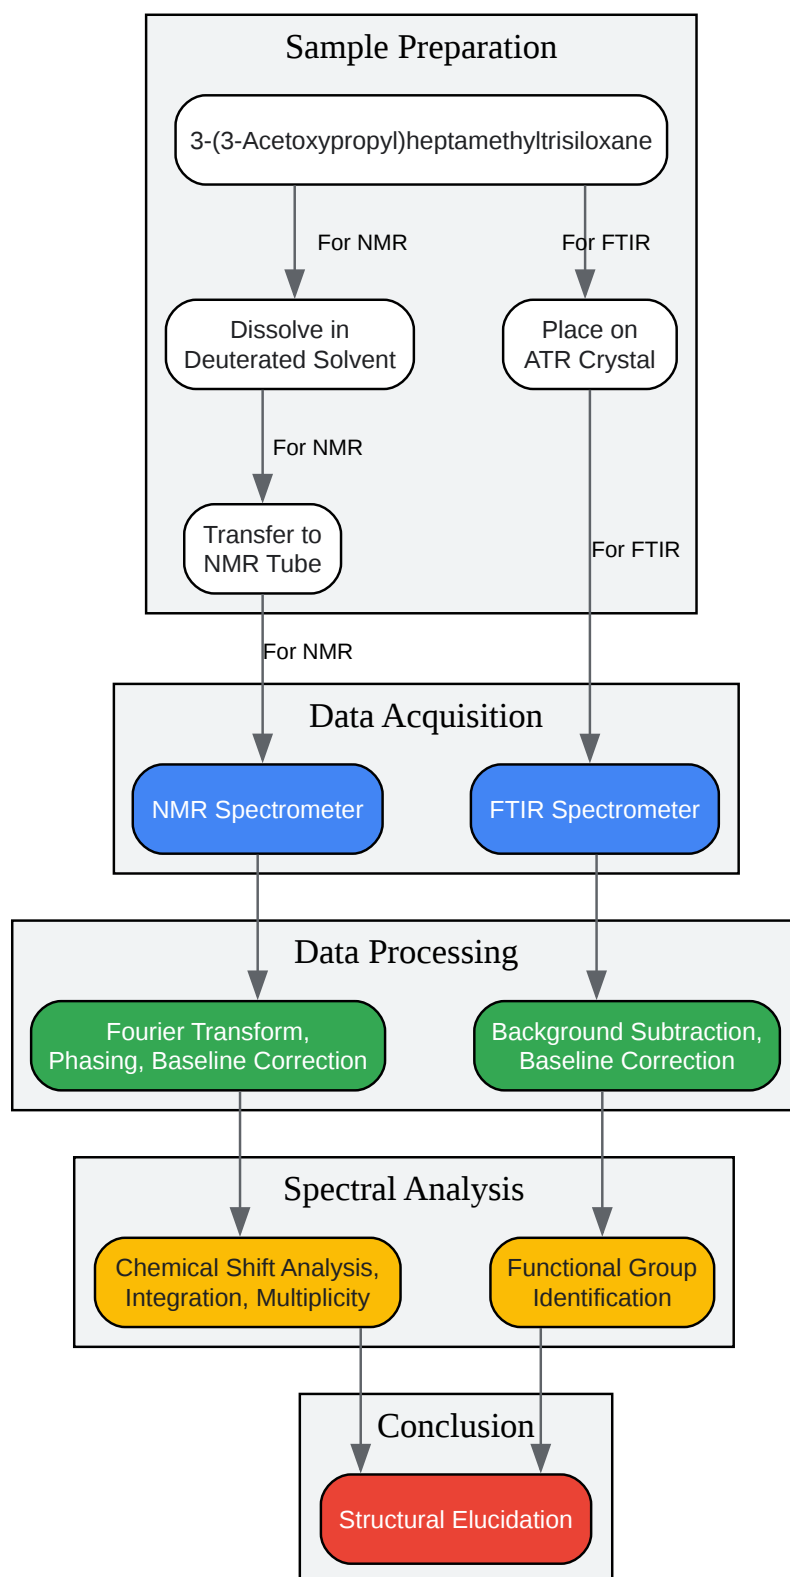 Sample Preparation
3-(3-Acetoxypropyl)heptamethyltrisiloxane
For NMR
For FTIR
Dissolve in
Deuterated Solvent
Place on
ATR Crystal
For NMR
Transfer to
NMR Tube
For FTIR
For NMR
Data Acquisition
NMR Spectrometer
FTIR Spectrometer
Data Processing
Fourier Transform,
Phasing, Baseline Correction
Background Subtraction,
Baseline Correction
Spectral Analysis
Chemical Shift Analysis,
Integration, Multiplicity
Functional Group
Identification
Conclusion
Structural Elucidation